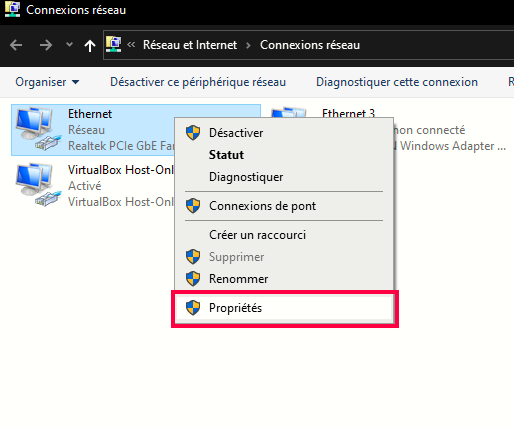 Connexions réseau
Réseau et Internet
Connexions réseau
Organiser
Désactiver ce périphérique réseau
Diagnostiquer cette connexion
R
Ethernet
Réseau
Realtek PCIe GbE Fa
Ethernet 3
hon connecté
N Windows Adapter ...
VirtualBox Host-Onl
Activé
VirtualBox Host-Onl
Désactiver
Statut
Diagnostiquer
Connexions de pont
Créer un raccourci
Supprimer
Renommer
Propriétés